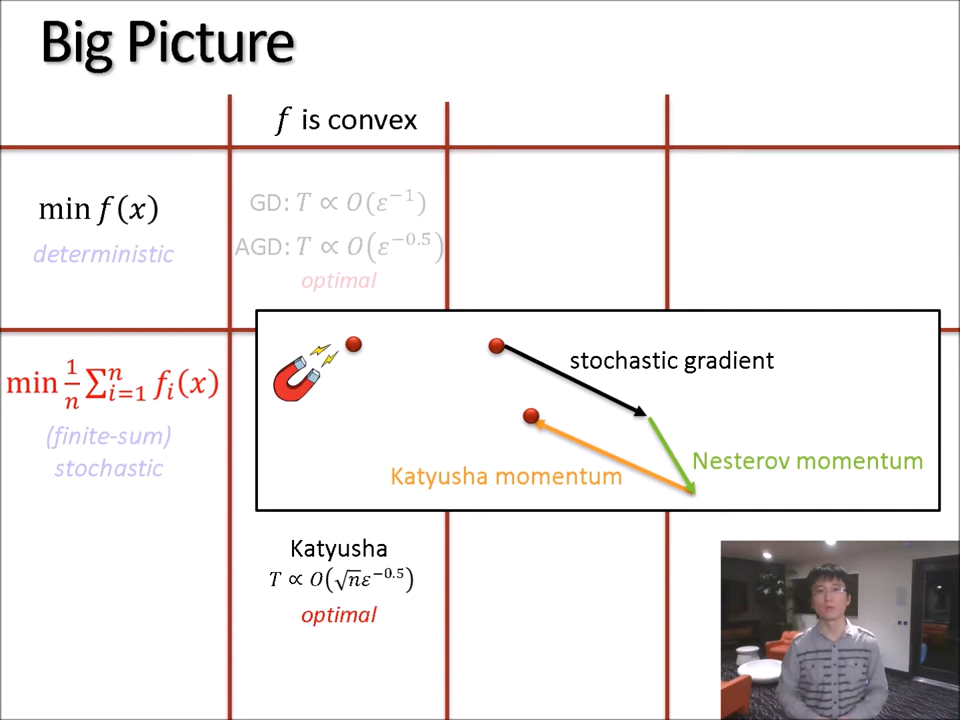 Big Picture
f is convex
min f(x)
deterministic
GD: T ∝ O(ε⁻¹)
AGD: T ∝ O(ε⁻⁰·⁵)
optimal
min 1/n ∑ⁿᵢ₌₁ fᵢ(x)
(finite-sum)
stochastic
stochastic gradient
Nesterov momentum
Katyusha momentum
Katyusha
T ∝ O(√n ε⁻⁰·⁵)
optimal